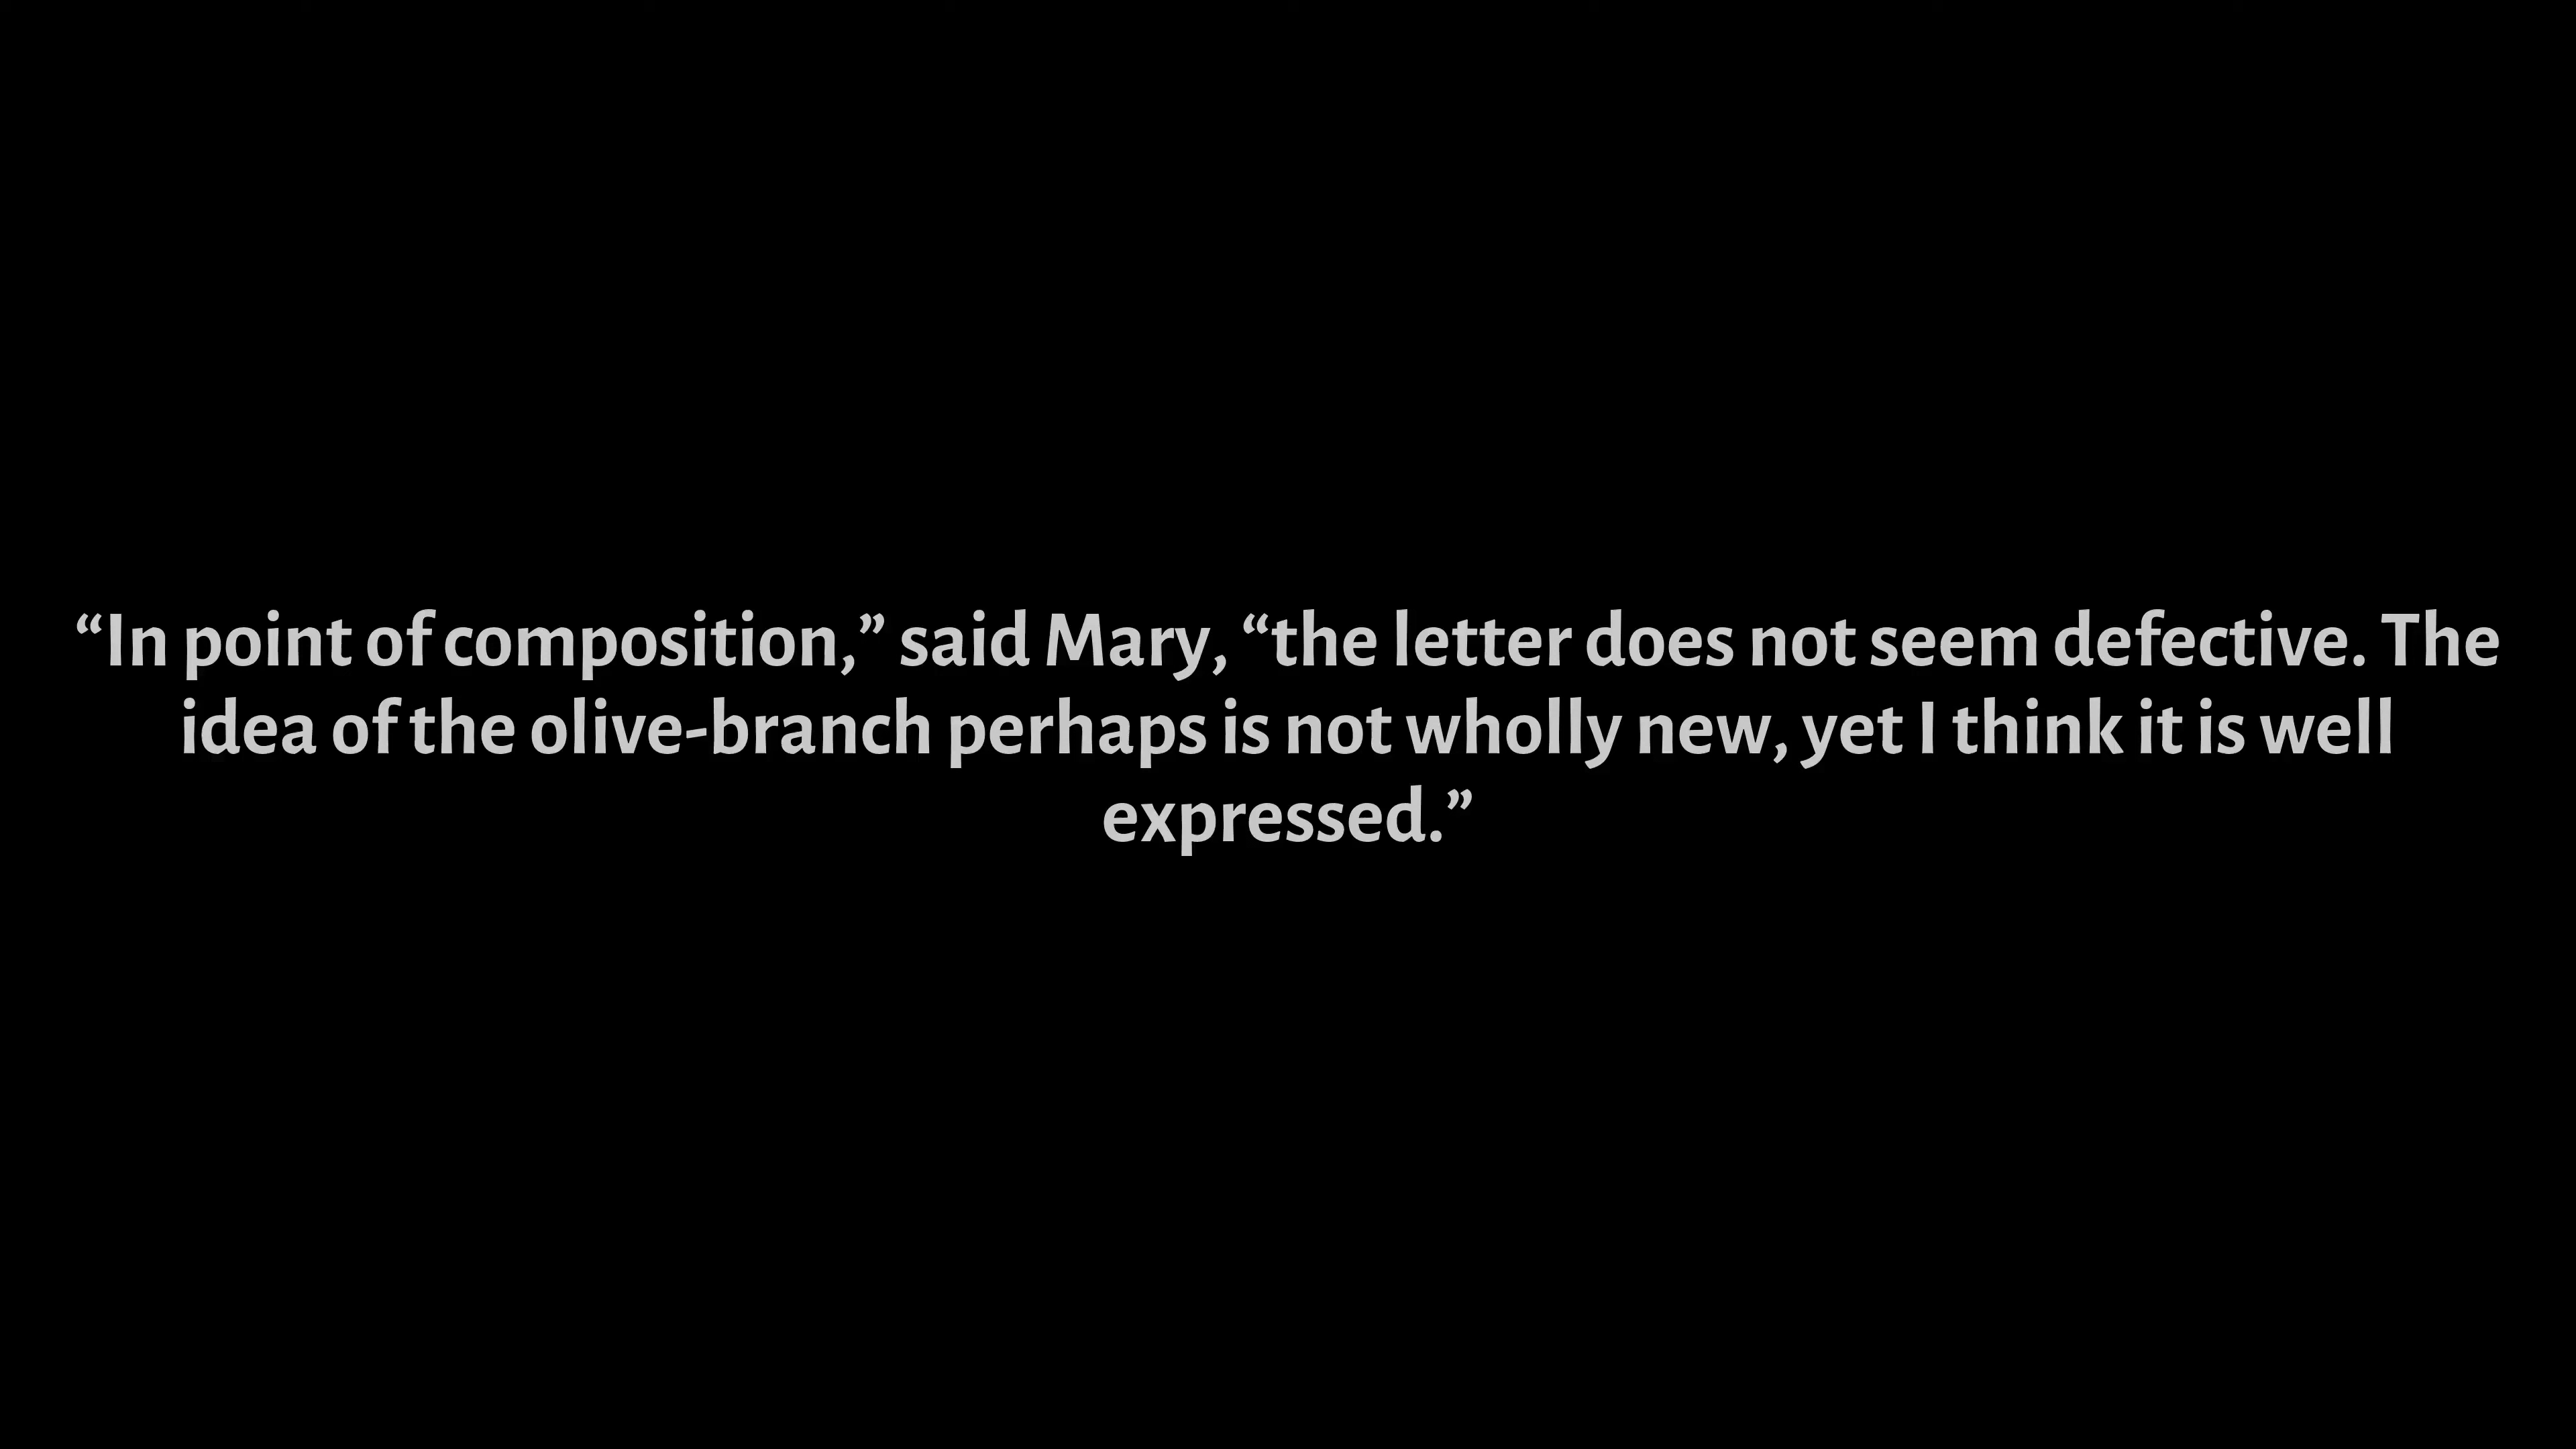 “In point of composition,” said Mary, “the letter does not seem defective. The
idea of the olive-branch perhaps is not wholly new, yet I think it is well
expressed.”